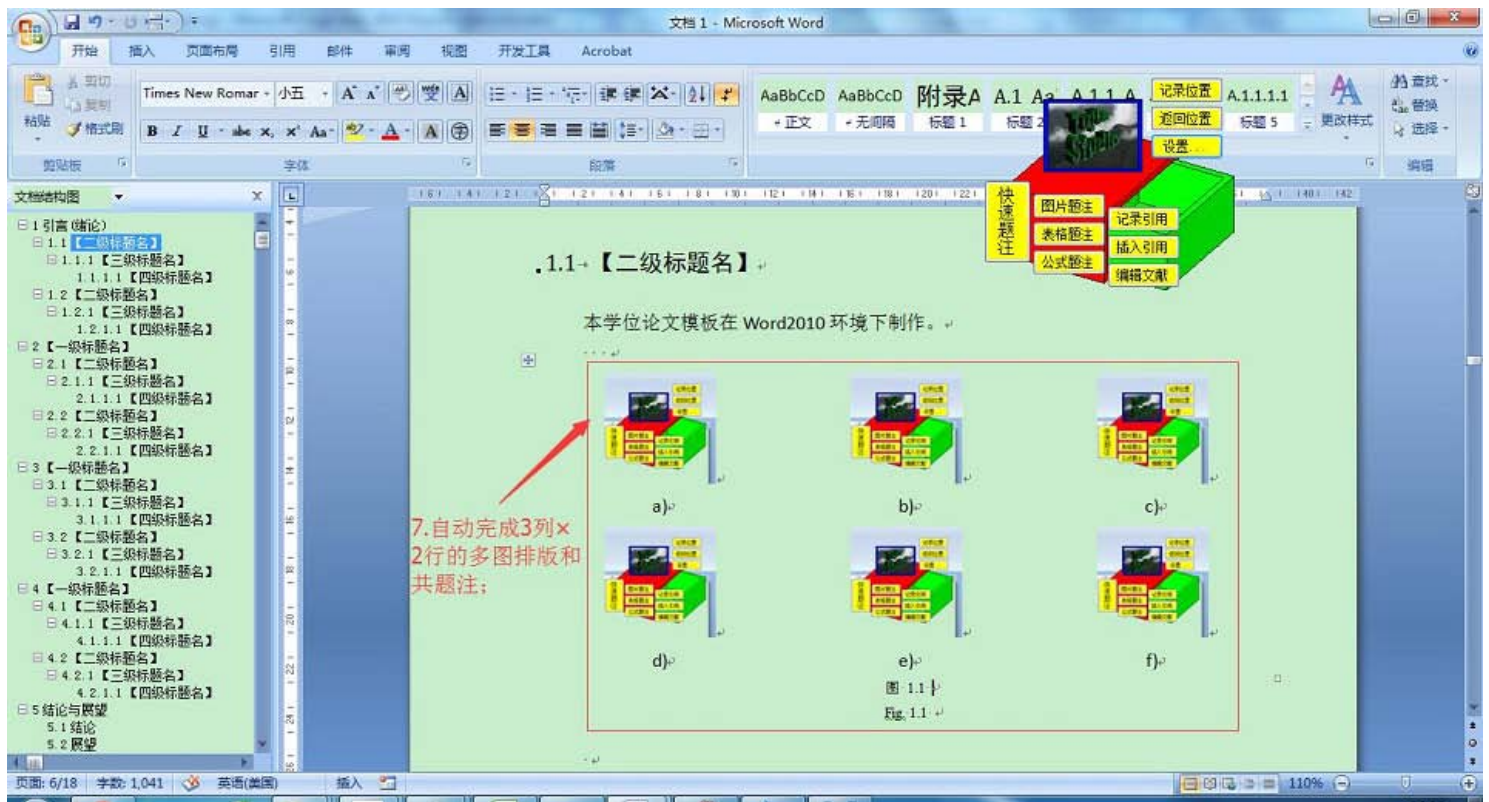 文档 1 - Microsoft Word
开始 插入 页面布局 引用 邮件 审阅 视图 开发工具 Acrobat
粘贴
剪切
复制
格式刷
剪贴板
Times New Romar 小五
B I U abc x, x' Aa A A
字体
段落
AaBbCcD AaBbCcD 附录A A.1 Aa A.1.1 A A.1.1.1.1
正文 无间隔 标题 1 标题 2 标题 5
更改样式
查找
替换
选择
编辑
记录位置
返回位置
设置...
快速题注
图片题注
表格题注
公式题注
记录引用
插入引用
编辑文献
文档结构图
1 引言(绪论)
1.1【二级标题名】
1.1.1【三级标题名】
1.1.1.1【四级标题名】
1.2【二级标题名】
1.2.1【三级标题名】
1.2.1.1【四级标题名】
2【一级标题名】
2.1【二级标题名】
2.1.1【三级标题名】
2.1.1.1【四级标题名】
2.2【二级标题名】
2.2.1【三级标题名】
2.2.1.1【四级标题名】
3【一级标题名】
3.1【二级标题名】
3.1.1【三级标题名】
3.1.1.1【四级标题名】
3.2【二级标题名】
3.2.1【三级标题名】
3.2.1.1【四级标题名】
4【一级标题名】
4.1【二级标题名】
4.1.1【三级标题名】
4.1.1.1【四级标题名】
4.2【二级标题名】
4.2.1【三级标题名】
4.2.1.1【四级标题名】
5 结论与展望
5.1 结论
5.2 展望
1.1【二级标题名】
本学位论文模板在 Word2010 环境下制作。
7.自动完成3列×
2行的多图排版和
共题注;
a) b) c)
d) e) f)
图 1.1
Fig. 1.1
页面: 6/18 字数: 1,041 英语(美国) 插入 110%